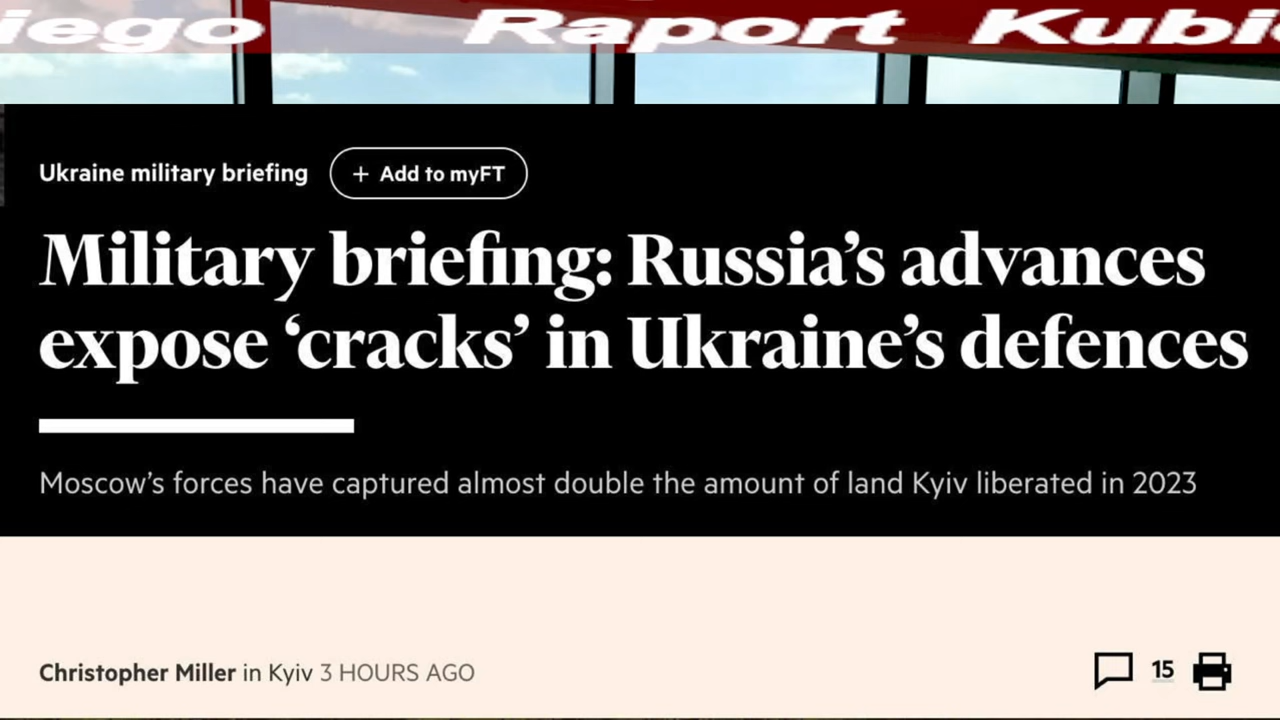 iego Raport Kubi
Ukraine military briefing + Add to myFT
Military briefing: Russia’s advances
expose ‘cracks’ in Ukraine’s defences
Moscow’s forces have captured almost double the amount of land Kyiv liberated in 2023
Christopher Miller in Kyiv 3 HOURS AGO 15